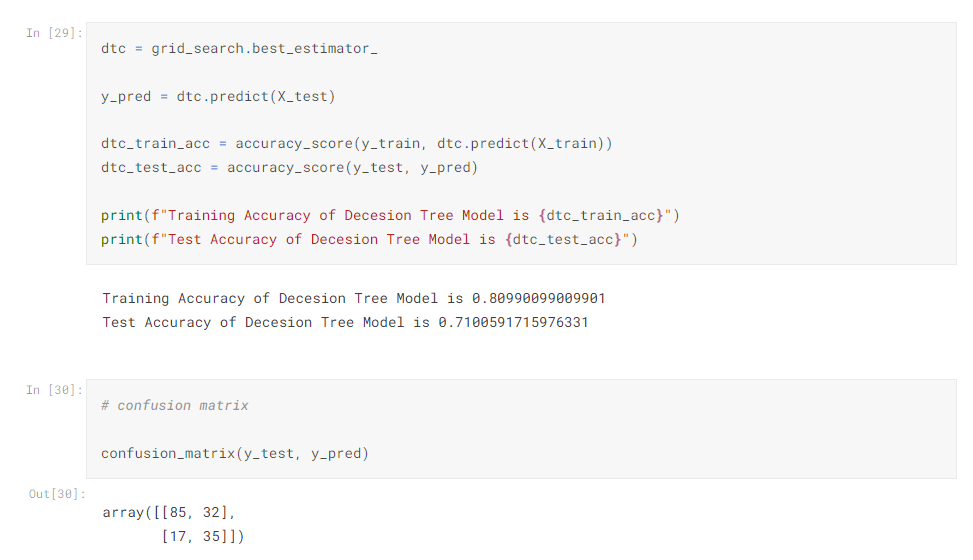 In [29]:
dtc = grid_search.best_estimator_
y_pred = dtc.predict(X_test)
dtc_train_acc = accuracy_score(y_train, dtc.predict(X_train))
dtc_test_acc = accuracy_score(y_test, y_pred)
print(f"Training Accuracy of Decesion Tree Model is {dtc_train_acc}")
print(f"Test Accuracy of Decesion Tree Model is {dtc_test_acc}")
Training Accuracy of Decesion Tree Model is 0.80990099009901
Test Accuracy of Decesion Tree Model is 0.7100591715976331
In [30]:
# confusion matrix
confusion_matrix(y_test, y_pred)
Out[30]:
array([[85, 32],
       [17, 35]])